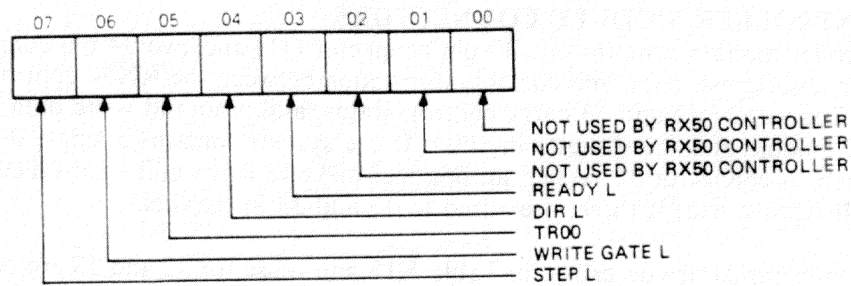 07 06 05 04 03 02 01 00
NOT USED BY RX50 CONTROLLER
NOT USED BY RX50 CONTROLLER
NOT USED BY RX50 CONTROLLER
READY L
DIR L
TR00
WRITE GATE L
STEP L